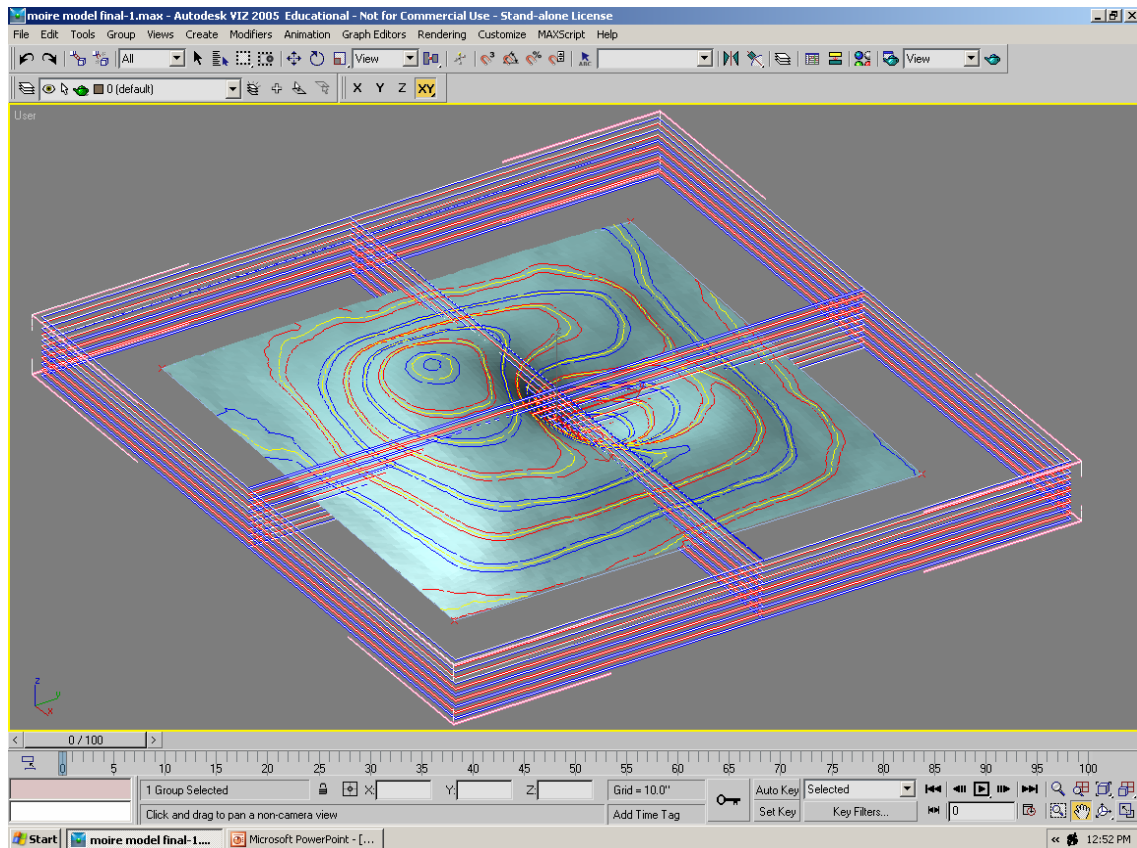 moire model final-1.max - Autodesk VIZ 2005 Educational - Not for Commercial Use - Stand-alone License
File Edit Tools Group Views Create Modifiers Animation Graph Editors Rendering Customize MAXScript Help
All View View
0 (default) X Y Z XY
User
z
y
x
< 0 / 100 >
0 5 10 15 20 25 30 35 40 45 50 55 60 65 70 75 80 85 90 95 100
1 Group Selected X: Y: Z: Grid = 10.0" Auto Key Selected
Click and drag to pan a non-camera view Add Time Tag Set Key Key Filters... 0
Start moire model final-1.... Microsoft PowerPoint - [... « 12:52 PM